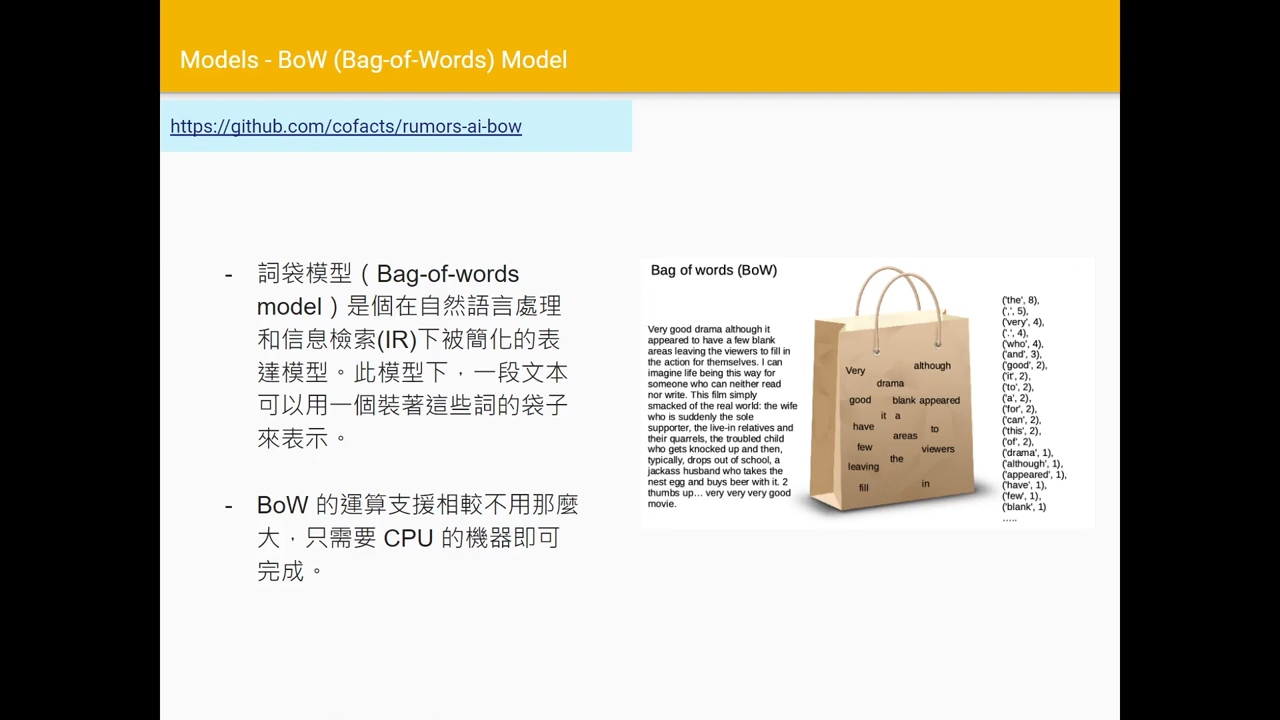 Models - BoW (Bag-of-Words) Model
https://github.com/cofacts/rumors-ai-bow
- 詞袋模型（Bag-of-words
model）是個在自然語言處理
和信息檢索(IR)下被簡化的表
達模型。此模型下，一段文本
可以用一個裝著這些詞的袋子
來表示。
- BoW 的運算支援相較不用那麼
大，只需要 CPU 的機器即可
完成。
Bag of words (BoW)
Very good drama although it
appeared to have a few blank
areas leaving the viewers to fill in
the action for themselves. I can
imagine life being this way for
someone who can neither read
nor write. This film simply
smacked of the real world: the wife
who is suddenly the sole
supporter, the live-in relatives and
their quarrels, the troubled child
who gets knocked up and then,
typically, drops out of school, a
jackass husband who takes the
nest egg and buys beer with it. 2
thumbs up... very very very good
movie.
Very although
drama
good blank appeared
it a
have to
areas
few viewers
the
leaving
fill in
('the', 8),
(',', 5),
('very', 4),
('.', 4),
('who', 4),
('and', 3),
('good', 2),
('it', 2),
('to', 2),
('a', 2),
('for', 2),
('can', 2),
('this', 2),
('of', 2),
('drama', 1),
('although', 1),
('appeared', 1),
('have', 1),
('few', 1),
('blank', 1)
.....